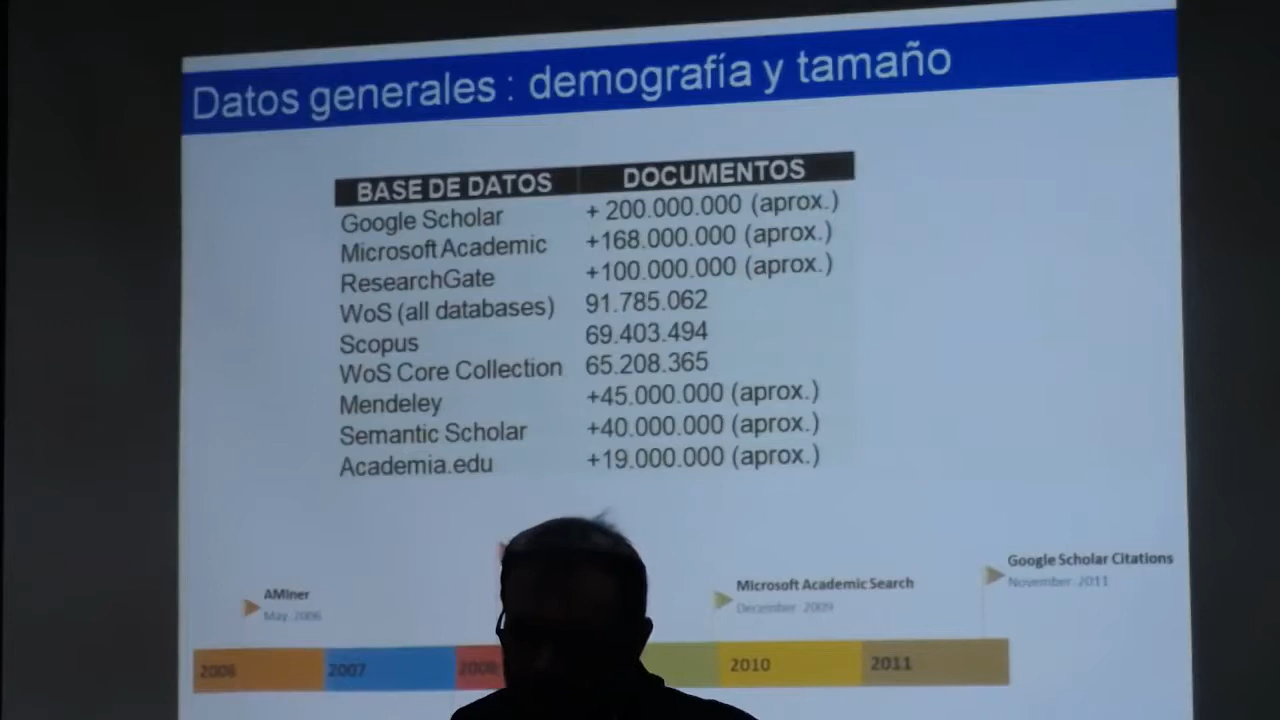 Datos generales : demografía y tamaño
BASE DE DATOS DOCUMENTOS
Google Scholar + 200.000.000 (aprox.)
Microsoft Academic +168.000.000 (aprox.)
ResearchGate +100.000.000 (aprox.)
WoS (all databases) 91.785.062
Scopus 69.403.494
WoS Core Collection 65.208.365
Mendeley +45.000.000 (aprox.)
Semantic Scholar +40.000.000 (aprox.)
Academia.edu +19.000.000 (aprox.)
Google Scholar Citations
November 2011
Microsoft Academic Search
December 2009
AMiner
May 2006
2006 2007 2008 2010 2011